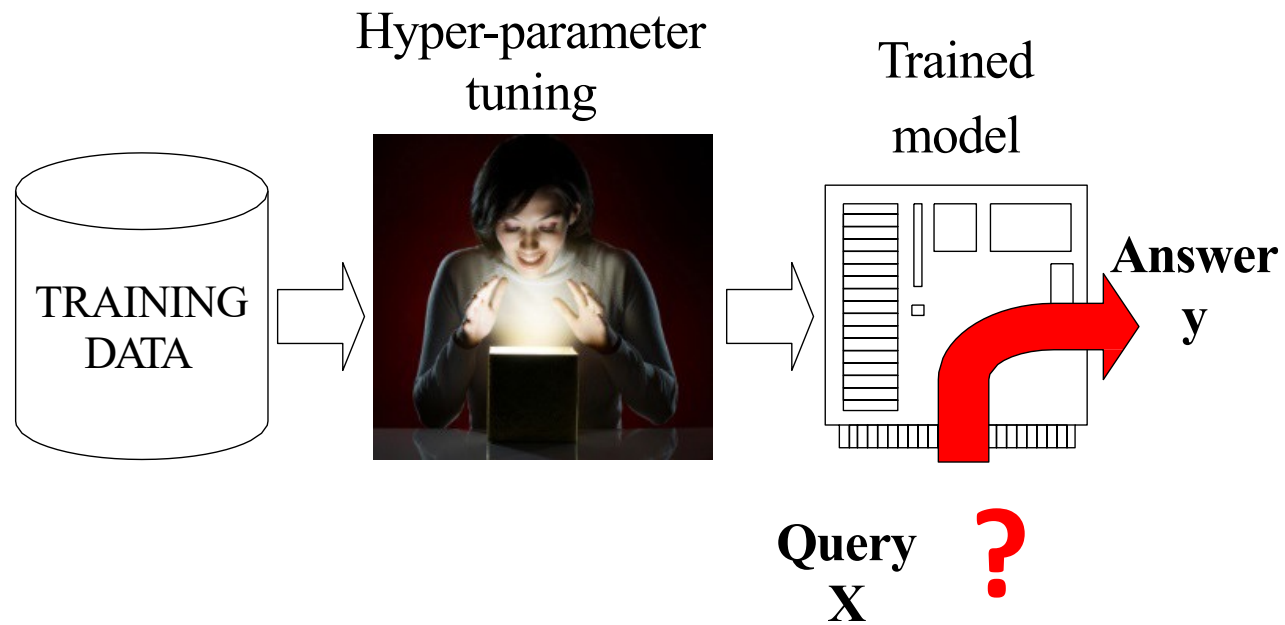 Hyper-parameter
tuning
Trained
model
TRAINING
DATA
Answer
y
Query
X
?